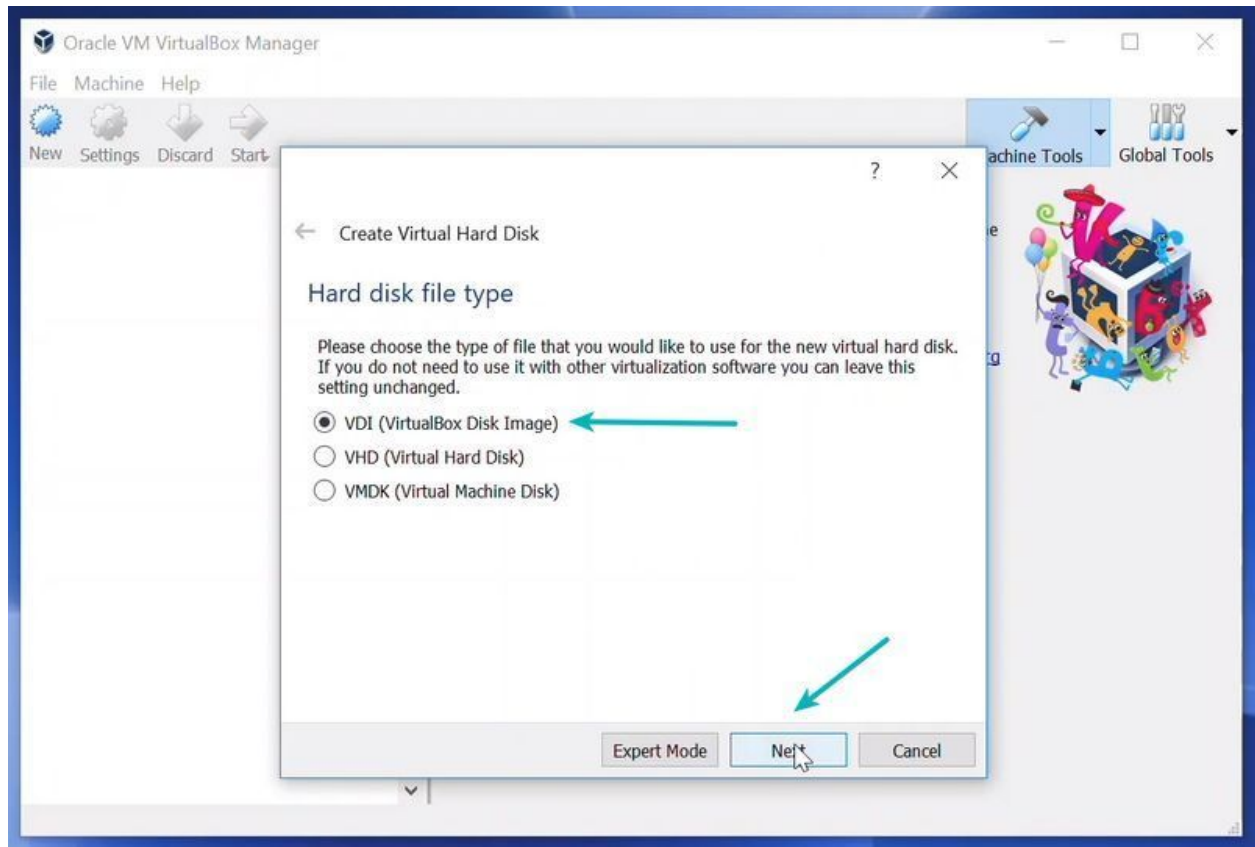 Oracle VM VirtualBox Manager
File Machine Help
New Settings Discard Start
achine Tools
Global Tools
?
Create Virtual Hard Disk
e
Hard disk file type
Please choose the type of file that you would like to use for the new virtual hard disk.
If you do not need to use it with other virtualization software you can leave this
setting unchanged.
rg
VDI (VirtualBox Disk Image)
VHD (Virtual Hard Disk)
VMDK (Virtual Machine Disk)
Expert Mode Next Cancel